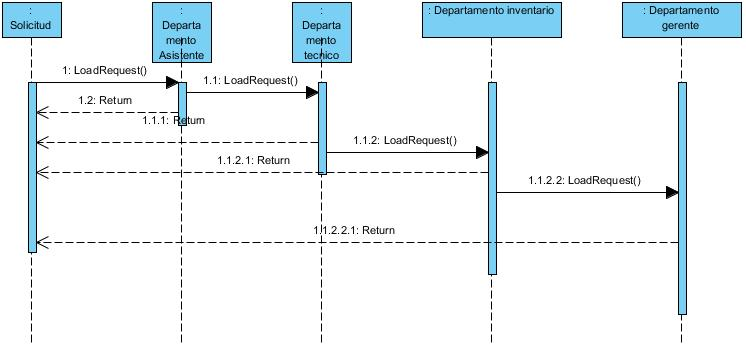 :
Solicitud
:
Departa
mento
Asistente
:
Departa
mento
tecnico
: Departamento inventario
: Departamento
gerente
1: LoadRequest()
1.1: LoadRequest()
1.2: Return
1.1.1: Return
1.1.2: LoadRequest()
1.1.2.1: Return
1.1.2.2: LoadRequest()
1.1.2.2.1: Return